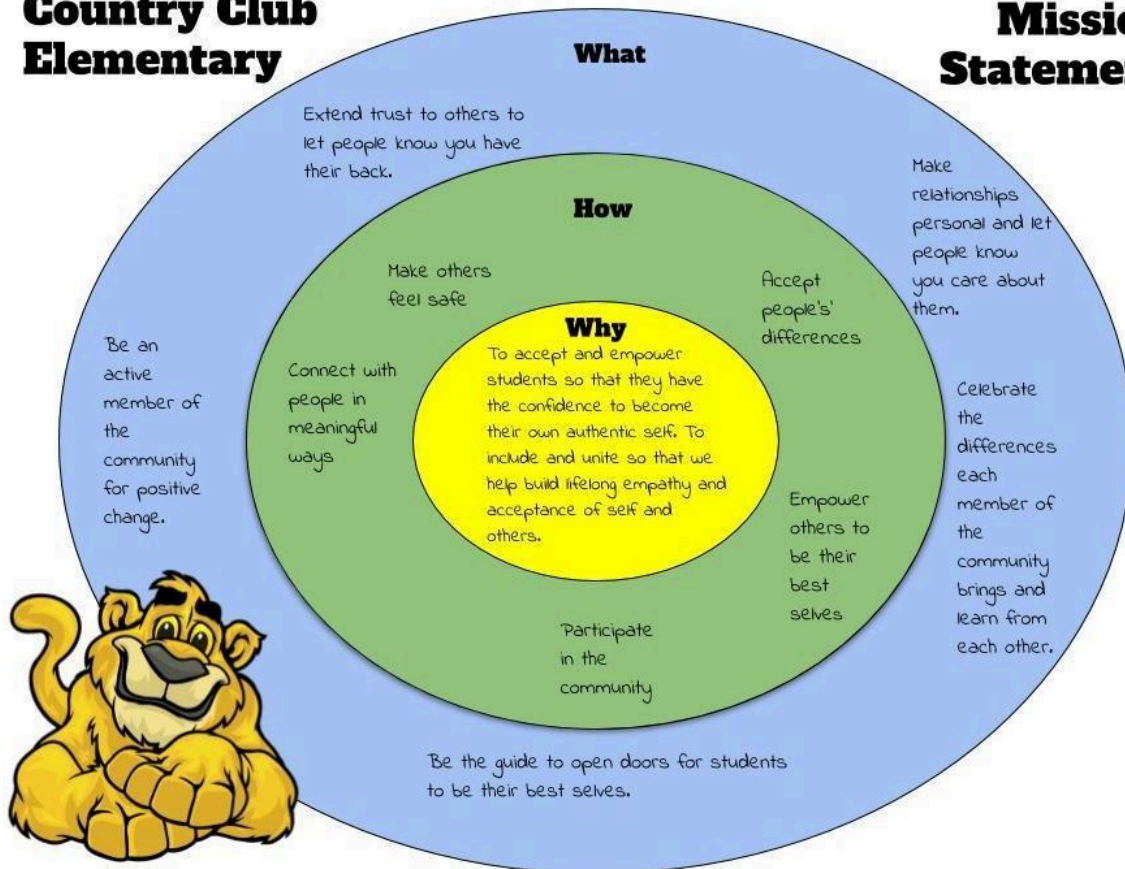 Country Club
Elementary
What
Extend trust to others to
let people know you have
their back.
Make
relationships
personal and let
people know
you care about
them.
How
Make others
feel safe
Accept
people's'
differences
Be an
active
member of
the
community
for positive
change.
Connect with
people in
meaningful
ways
Why
To accept and empower
students so that they have
the confidence to become
their own authentic self. To
include and unite so that we
help build lifelong empathy and
acceptance of self and
others.
Celebrate
the
differences
each
member of
the
community
brings and
learn from
each other.
Empower
others to
be their
best
selves
Participate
in the
community
Be the guide to open doors for students
to be their best selves.